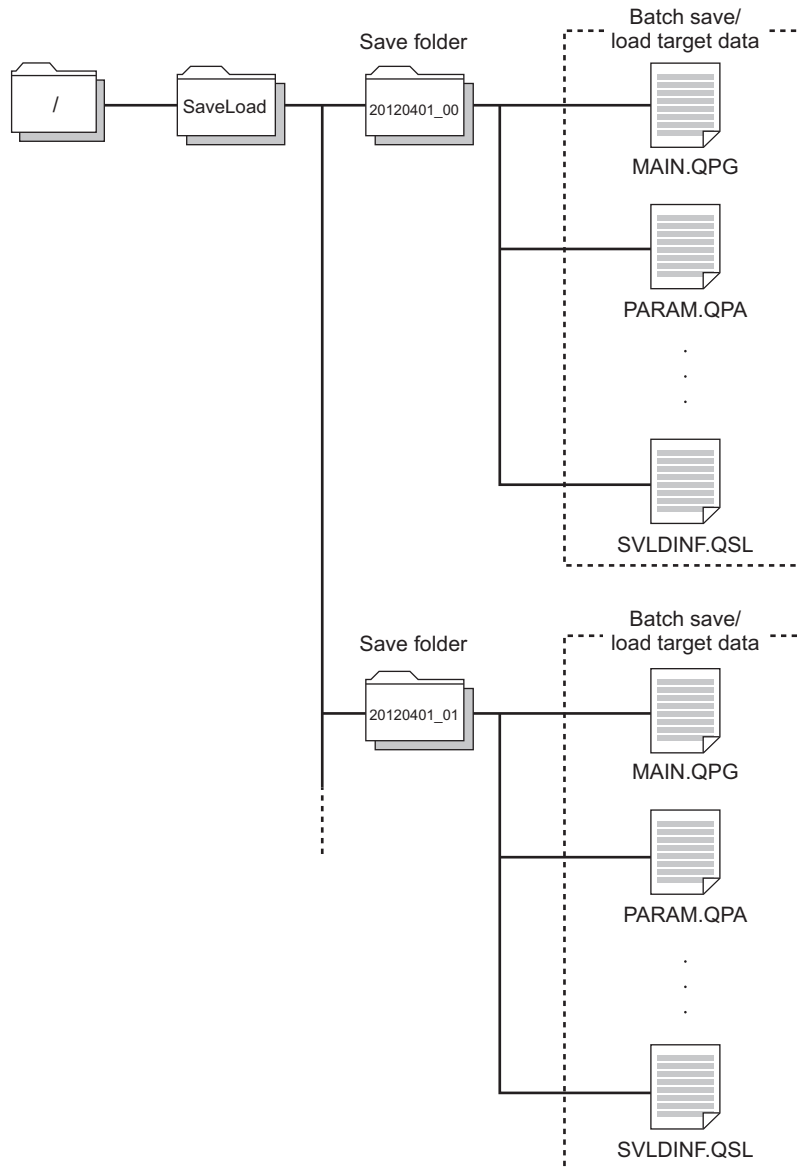 Batch save/
load target data
Save folder
/
SaveLoad
20120401_00
MAIN.QPG
PARAM.QPA
.
.
.
SVLDINF.QSL
Batch save/
load target data
Save folder
20120401_01
MAIN.QPG
PARAM.QPA
.
.
.
SVLDINF.QSL